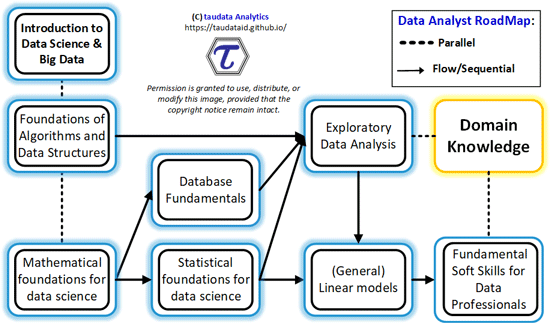 Introduction to
Data Science &
Big Data
(C) taudata Analytics
https://taudataid.github.io/
τ
Permission is granted to use, distribute, or
modify this image, provided that the
copyright notice remain intact.
Data Analyst RoadMap:
Parallel
Flow/Sequential
Foundations of
Algorithms and
Data Structures
Exploratory
Data Analysis
Domain
Knowledge
Database
Fundamentals
Mathematical
foundations for
data science
Statistical
foundations for
data science
(General)
Linear models
Fundamental
Soft Skills for
Data
Professionals